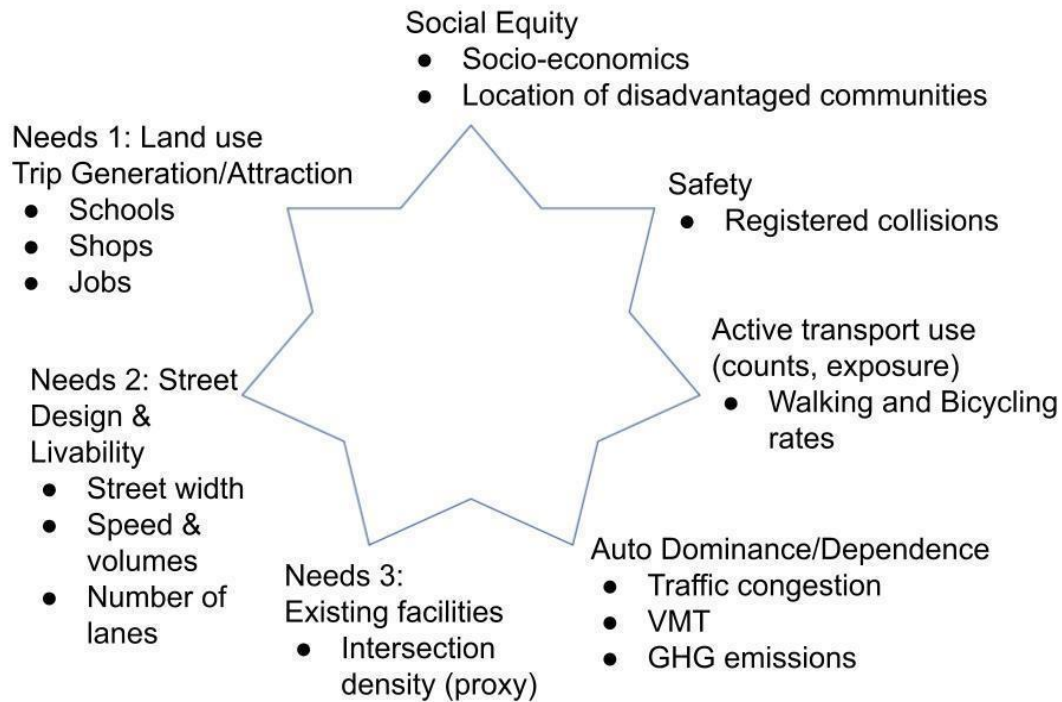 Social Equity
● Socio-economics
● Location of disadvantaged communities
Needs 1: Land use
Trip Generation/Attraction
● Schools
● Shops
● Jobs
Safety
● Registered collisions
Active transport use
(counts, exposure)
● Walking and Bicycling
rates
Needs 2: Street
Design &
Livability
● Street width
● Speed &
volumes
● Number of
lanes
Needs 3:
Existing facilities
● Intersection
density (proxy)
Auto Dominance/Dependence
● Traffic congestion
● VMT
● GHG emissions